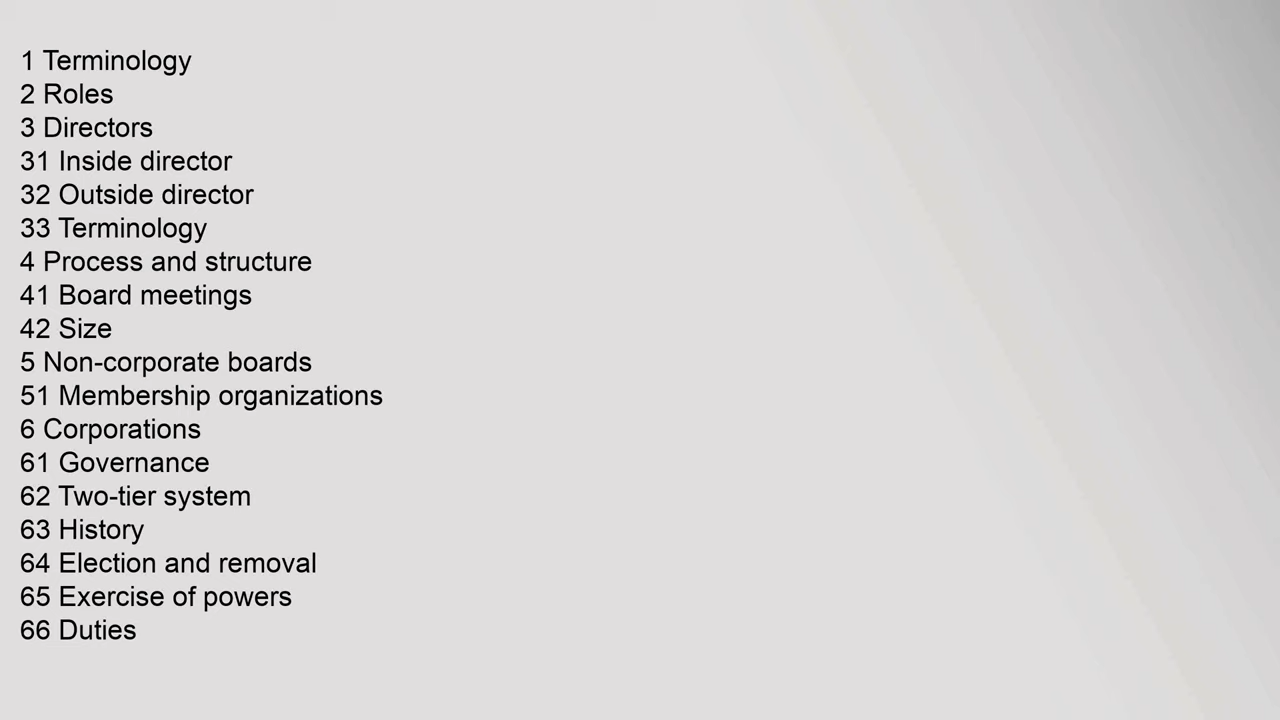 1 Terminology
2 Roles
3 Directors
31 Inside director
32 Outside director
33 Terminology
4 Process and structure
41 Board meetings
42 Size
5 Non-corporate boards
51 Membership organizations
6 Corporations
61 Governance
62 Two-tier system
63 History
64 Election and removal
65 Exercise of powers
66 Duties